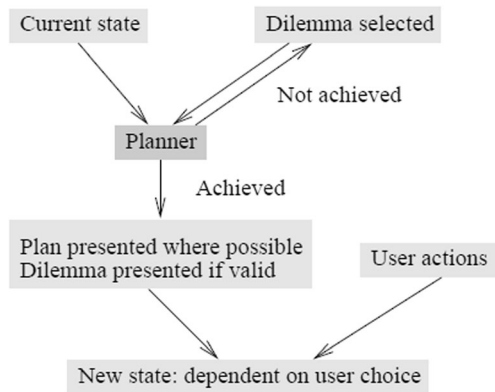 Current state
Dilemma selected
Not achieved
Planner
Achieved
Plan presented where possible
Dilemma presented if valid
User actions
New state: dependent on user choice